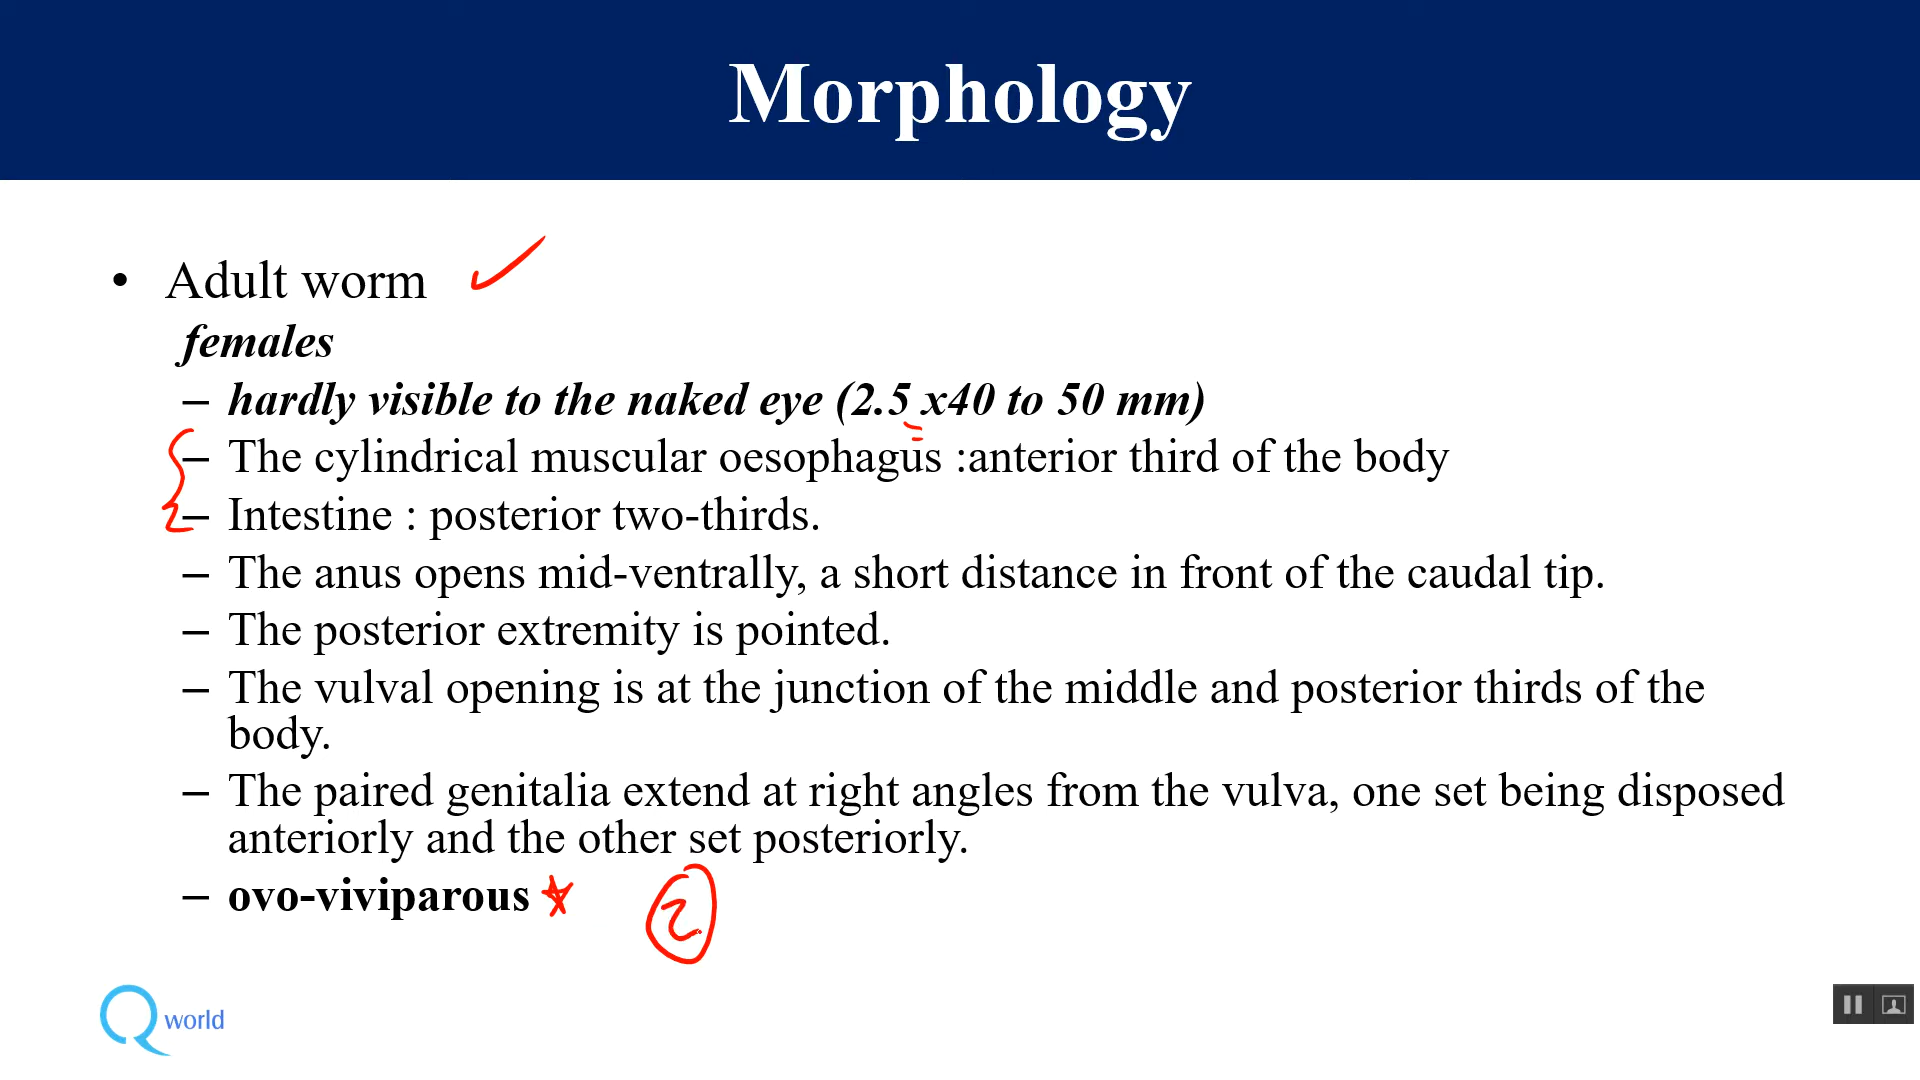 Morphology
• Adult worm
females
– hardly visible to the naked eye (2.5 x40 to 50 mm)
– The cylindrical muscular oesophagus :anterior third of the body
– Intestine : posterior two-thirds.
– The anus opens mid-ventrally, a short distance in front of the caudal tip.
– The posterior extremity is pointed.
– The vulval opening is at the junction of the middle and posterior thirds of the
body.
– The paired genitalia extend at right angles from the vulva, one set being disposed
anteriorly and the other set posteriorly.
– ovo-viviparous
Q world